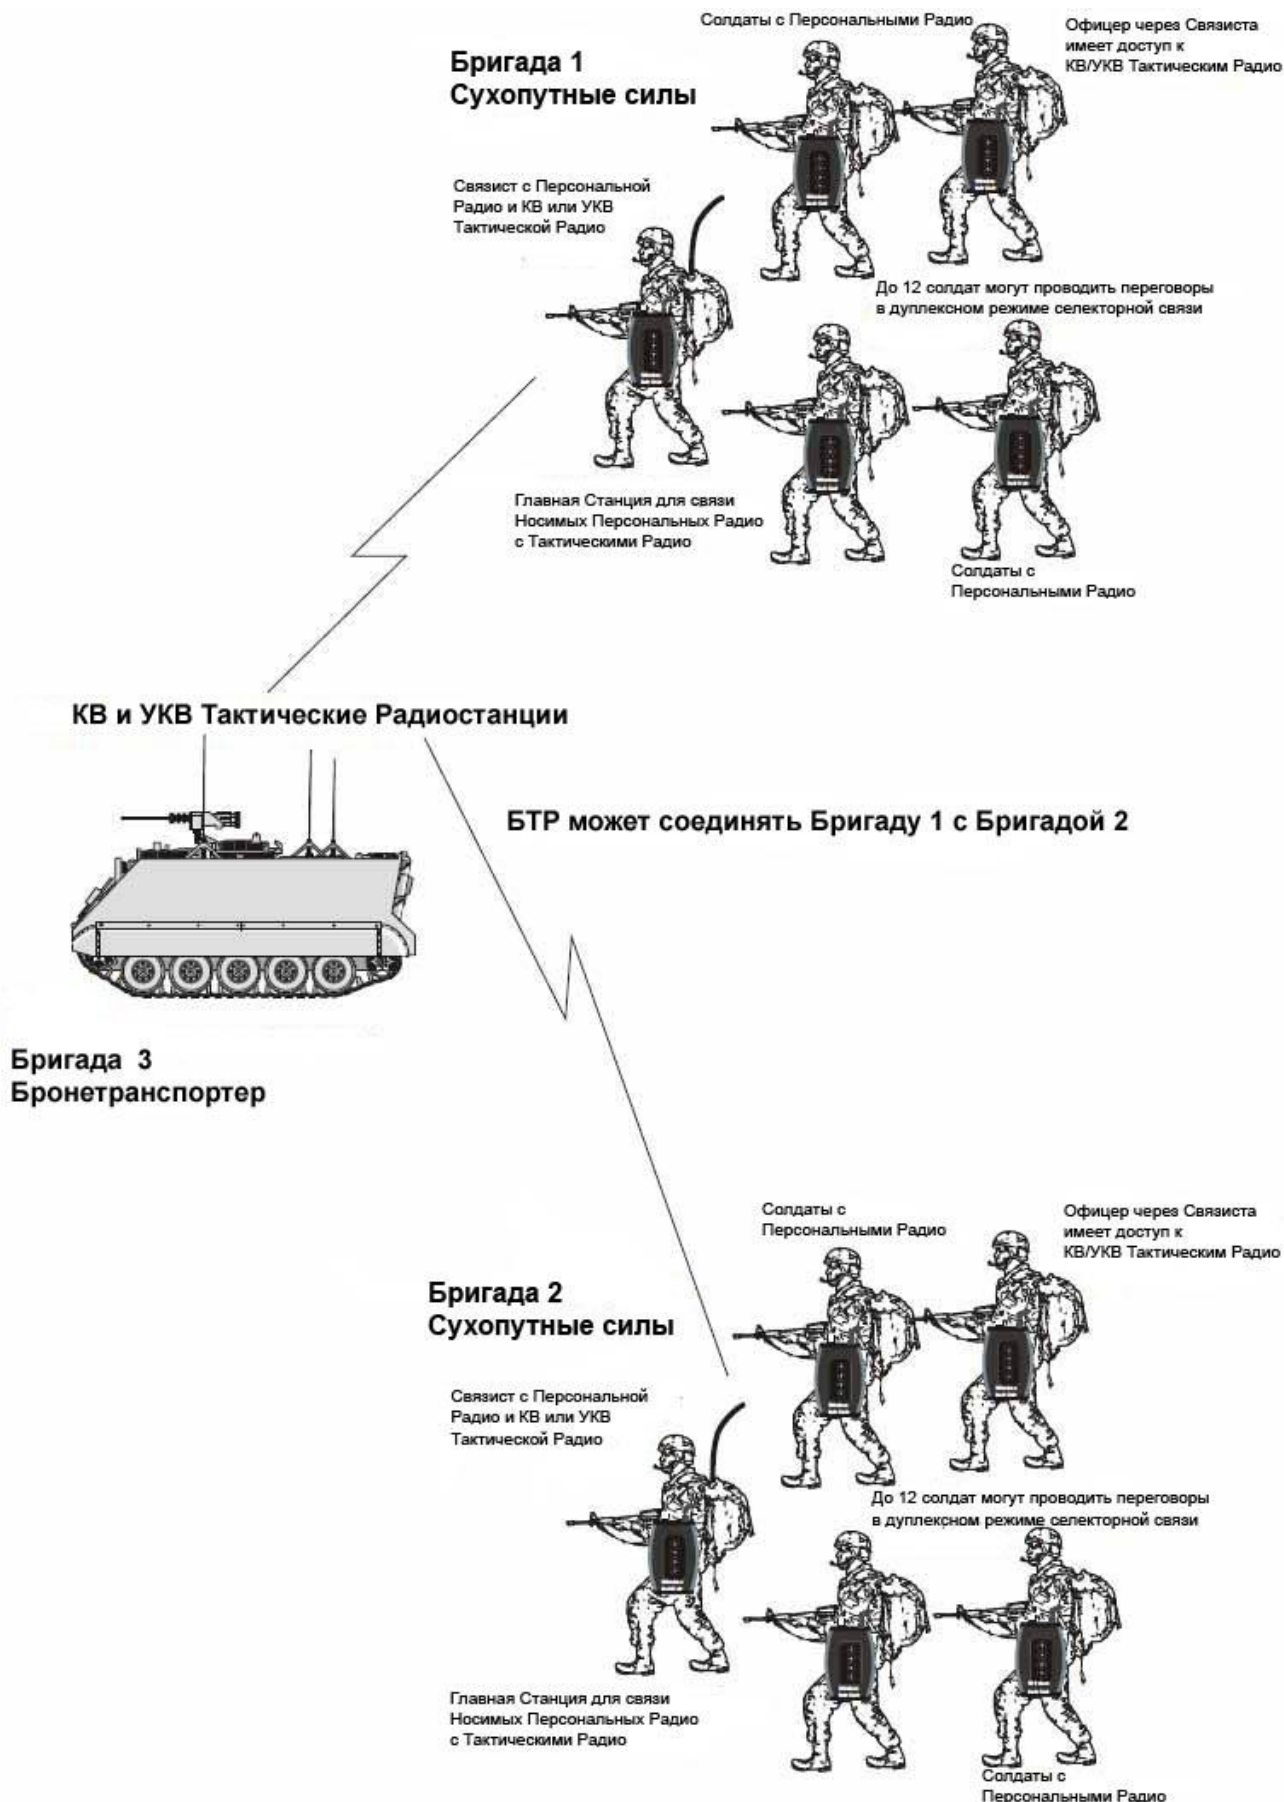 Солдаты с Персональными Радио
Офицер через Связиста
имеет доступ к
КВ/УКВ Тактическим Радио
Бригада 1
Сухопутные силы
Связист с Персональной
Радио и КВ или УКВ
Тактической Радио
До 12 солдат могут проводить переговоры
в дуплексном режиме селекторной связи
Главная Станция для связи
Носимых Персональных Радио
с Тактическими Радио
Солдаты с
Персональными Радио
КВ и УКВ Тактические Радиостанции
БТР может соединять Бригаду 1 с Бригадой 2
Бригада 3
Бронетранспортер
Солдаты с
Персональными Радио
Офицер через Связиста
имеет доступ к
КВ/УКВ Тактическим Радио
Бригада 2
Сухопутные силы
Связист с Персональной
Радио и КВ или УКВ
Тактической Радио
До 12 солдат могут проводить переговоры
в дуплексном режиме селекторной связи
Главная Станция для связи
Носимых Персональных Радио
с Тактическими Радио
Солдаты с
Персональными Радио